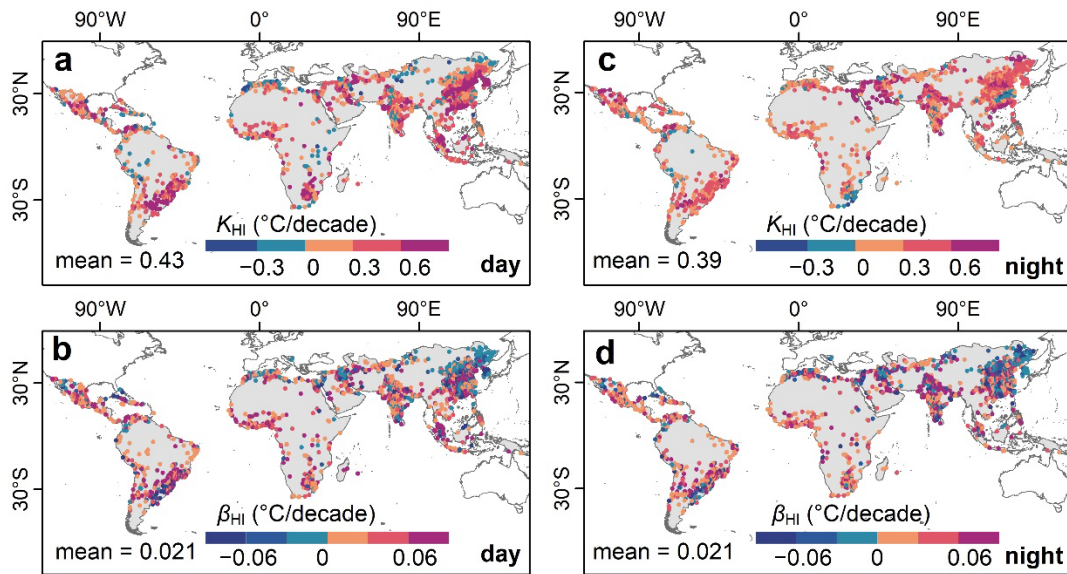 90°W 0° 90°E
a
30°N
30°S
K_HI (°C/decade)
−0.3 0 0.3 0.6
mean = 0.43
day
90°W 0° 90°E
c
30°N
30°S
K_HI (°C/decade)
−0.3 0 0.3 0.6
mean = 0.39
night
90°W 0° 90°E
b
30°N
30°S
β_HI (°C/decade)
−0.06 0 0.06
mean = 0.021
day
90°W 0° 90°E
d
30°N
30°S
β_HI (°C/decade)
−0.06 0 0.06
mean = 0.021
night